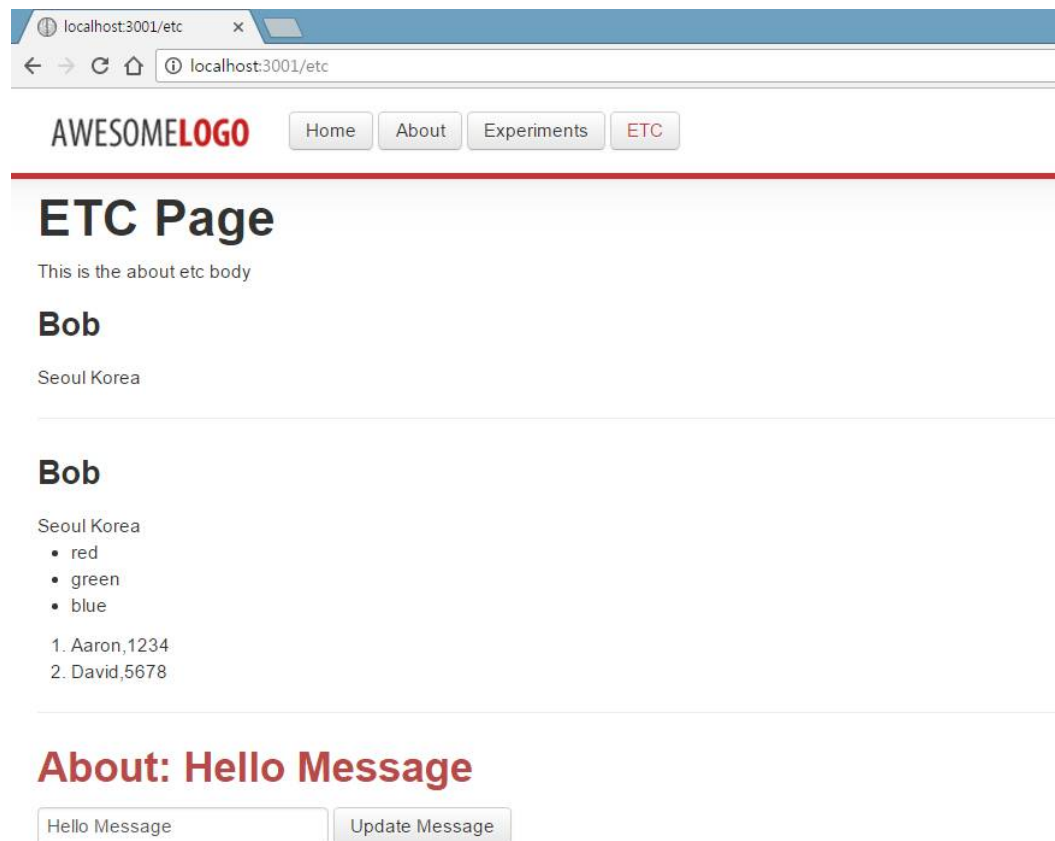 localhost:3001/etc
localhost:3001/etc
AWESOMELOGO Home About Experiments ETC
ETC Page
This is the about etc body
Bob
Seoul Korea
Bob
Seoul Korea
• red
• green
• blue
1. Aaron,1234
2. David,5678
About: Hello Message
Hello Message Update Message